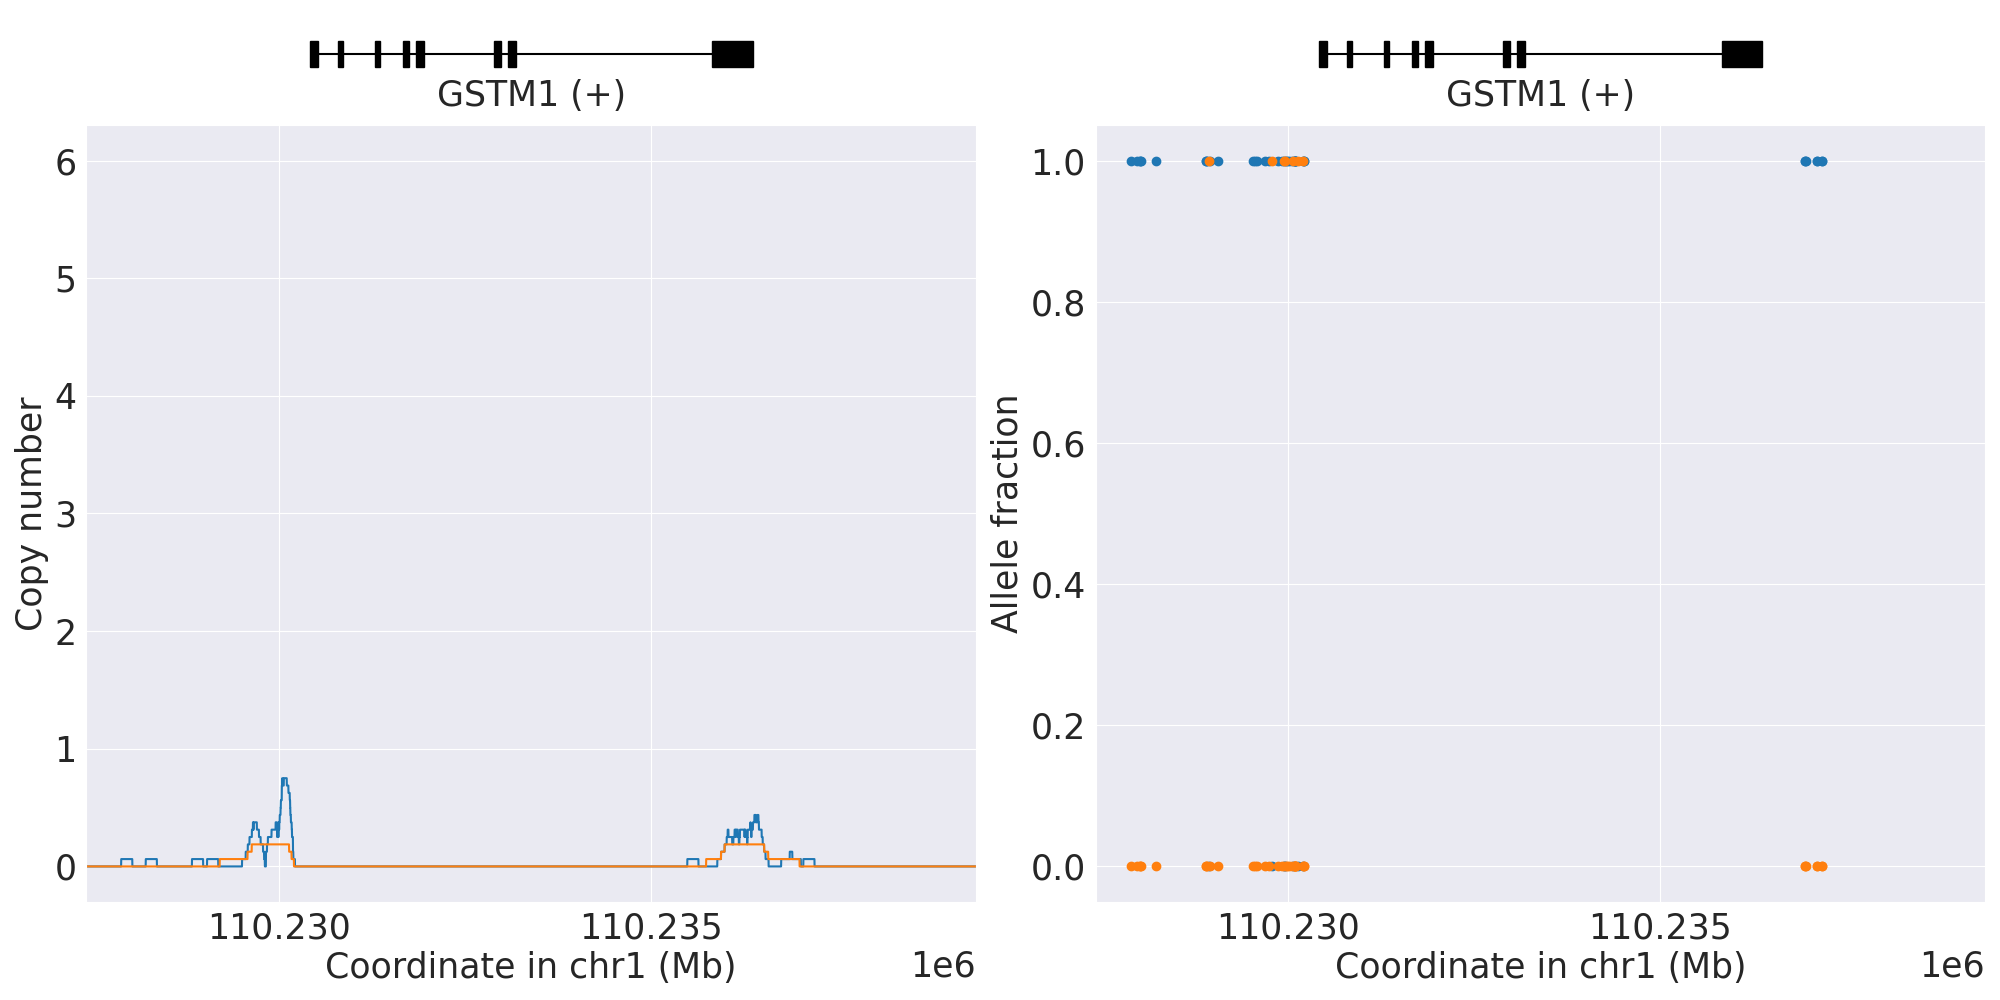 GSTM1 (+)
6
5
4
3
2
1
0
Copy number
110.230
110.235
Coordinate in chr1 (Mb)
1e6
GSTM1 (+)
1.0
0.8
0.6
0.4
0.2
0.0
Allele fraction
110.230
110.235
Coordinate in chr1 (Mb)
1e6